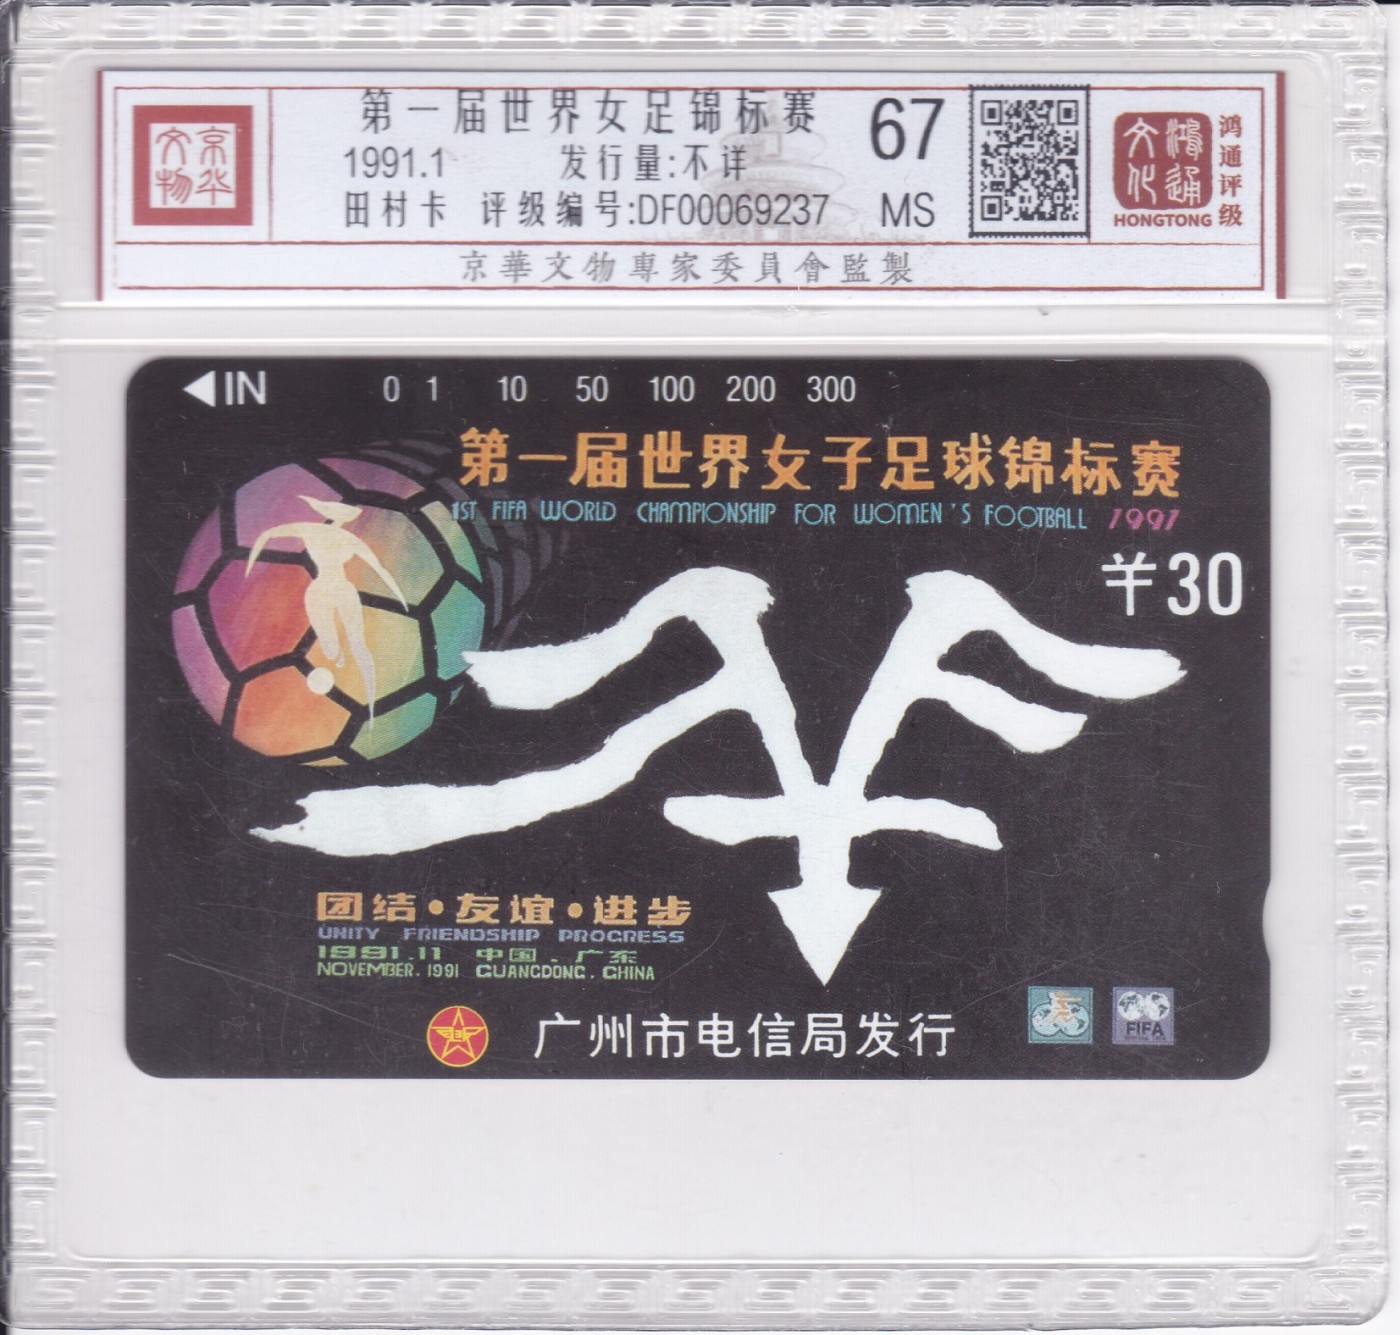 京华文物
第一届世界女足锦标赛
1991.1 发行量:不详
田村卡 评级编号:DF00069237
67
MS
鸿通文化
HONGTONG
鸿通评级
京華文物專家委員會監製
IN 0 1 10 50 100 200 300
第一届世界女子足球锦标赛
1ST FIFA WORLD CHAMPIONSHIP FOR WOMEN'S FOOTBALL 1991
¥30
团结·友谊·进步
UNITY FRIENDSHIP PROGRESS
1991.11 中国.广东
NOVEMBER.1991 GUANGDONG.CHINA
广州市电信局发行
FIFA